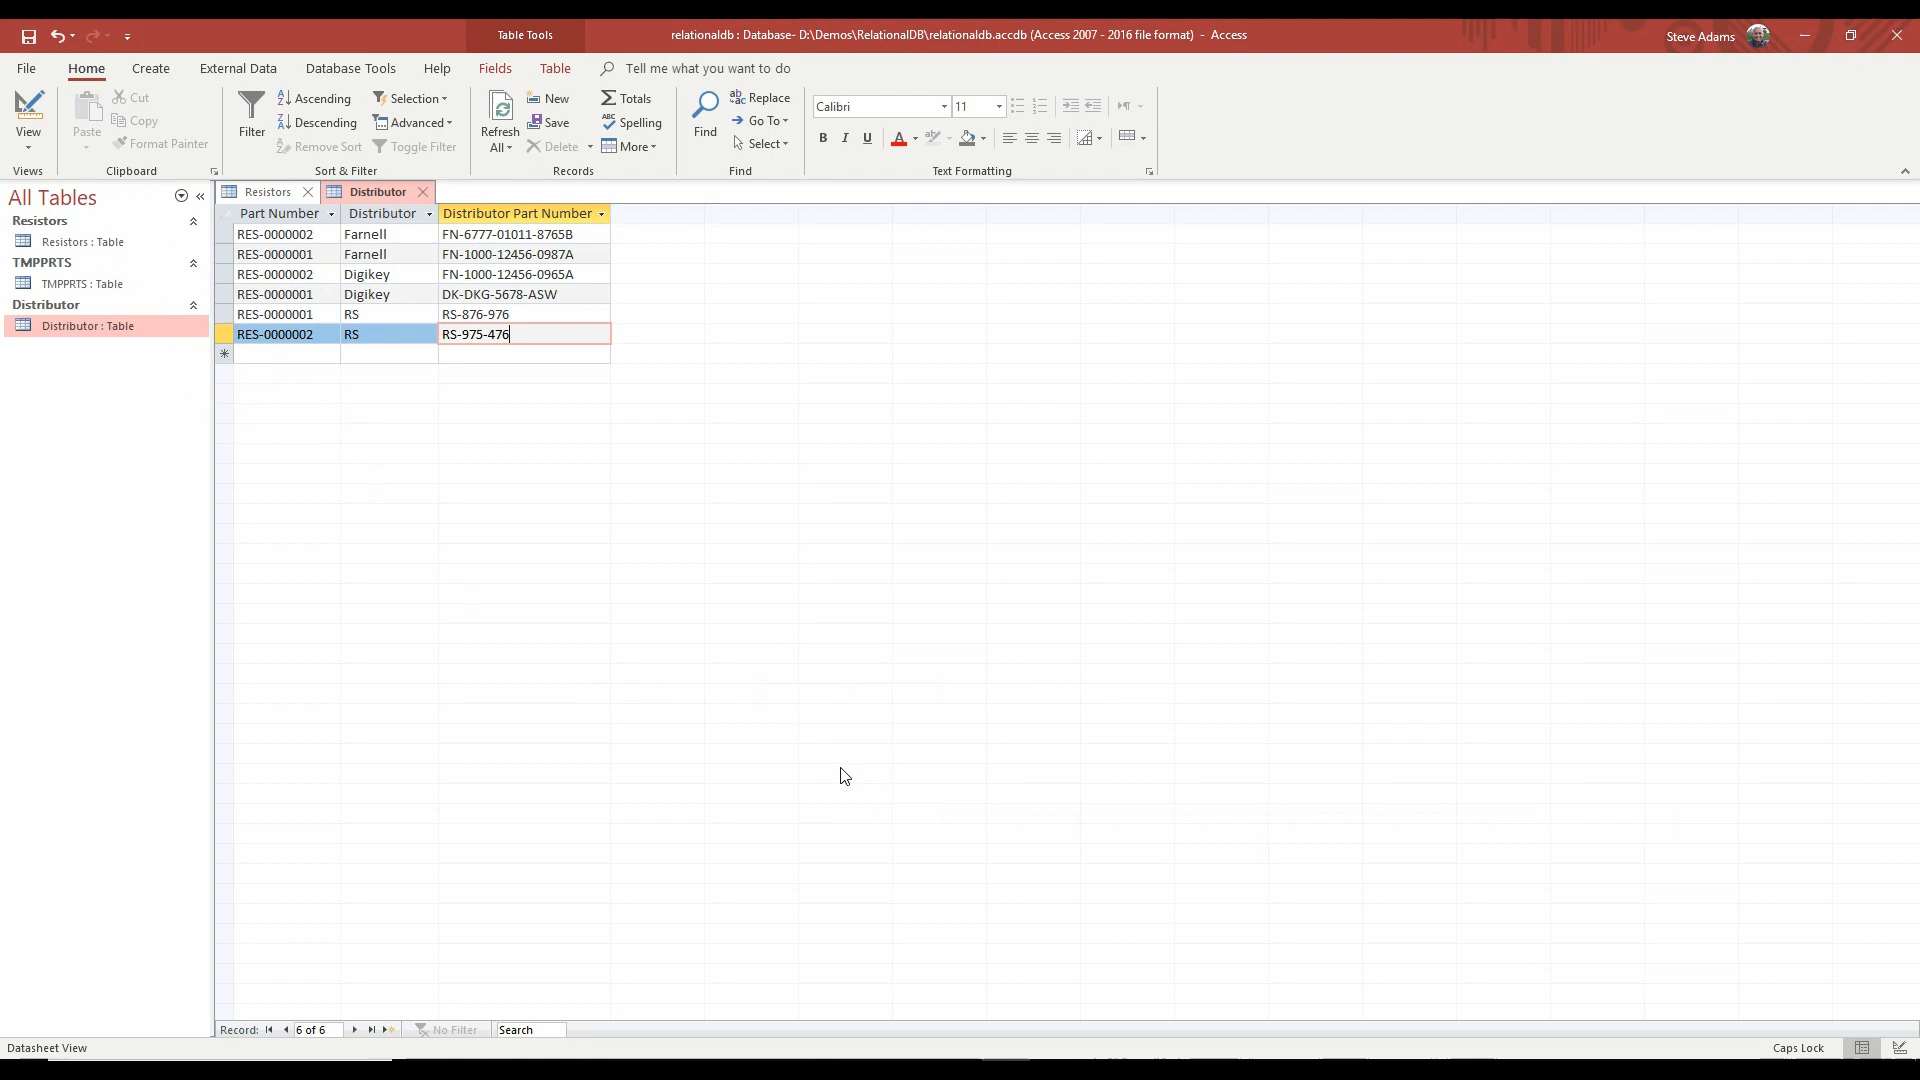 Table Tools
relationaldb : Database- D:\Demos\RelationalDB\relationaldb.accdb (Access 2007 - 2016 file format) - Access
Steve Adams
File Home Create External Data Database Tools Help Fields Table Tell me what you want to do
View
Paste
Cut
Copy
Format Painter
Filter
Ascending
Descending
Remove Sort
Selection
Advanced
Toggle Filter
Refresh All
New
Save
Delete
Totals
Spelling
More
Find
Replace
Go To
Select
Calibri 11
B I U A
Views Clipboard Sort & Filter Records Find Text Formatting
All Tables
Resistors
Resistors : Table
TMPPRTS
TMPPRTS : Table
Distributor
Distributor : Table
Resistors Distributor
Part Number Distributor Distributor Part Number
RES-0000002 Farnell FN-6777-01011-8765B
RES-0000001 Farnell FN-1000-12456-0987A
RES-0000002 Digikey FN-1000-12456-0965A
RES-0000001 Digikey DK-DKG-5678-ASW
RES-0000001 RS RS-876-976
RES-0000002 RS RS-975-476
Record: 6 of 6 No Filter Search
Datasheet View Caps Lock